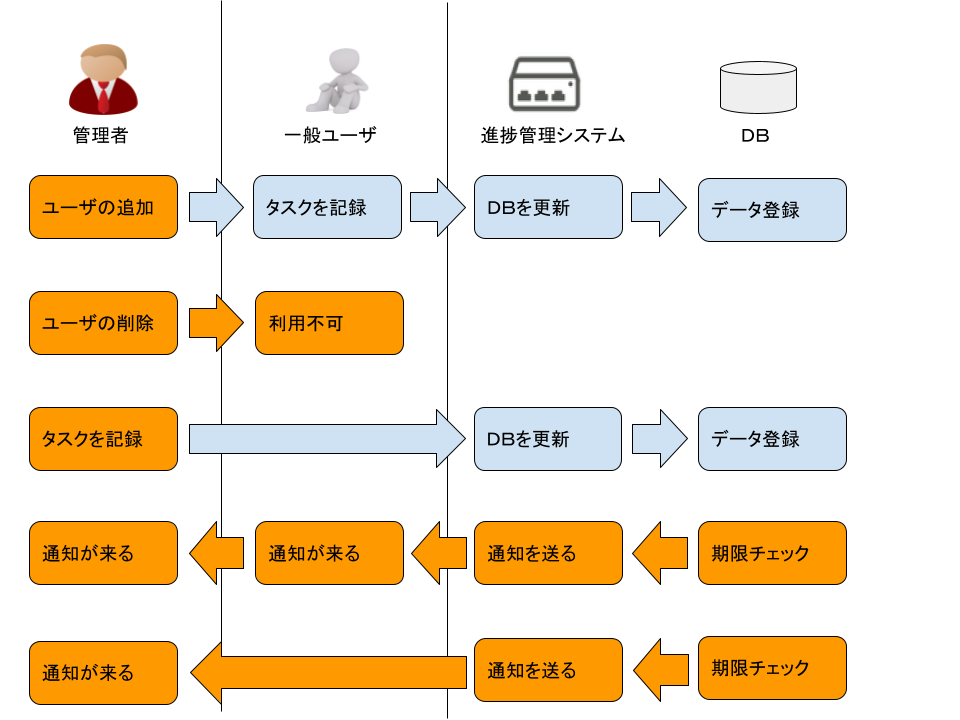 管理者
一般ユーザ
進捗管理システム
DB
ユーザの追加
タスクを記録
DBを更新
データ登録
ユーザの削除
利用不可
タスクを記録
DBを更新
データ登録
通知が来る
通知が来る
通知を送る
期限チェック
通知が来る
通知を送る
期限チェック